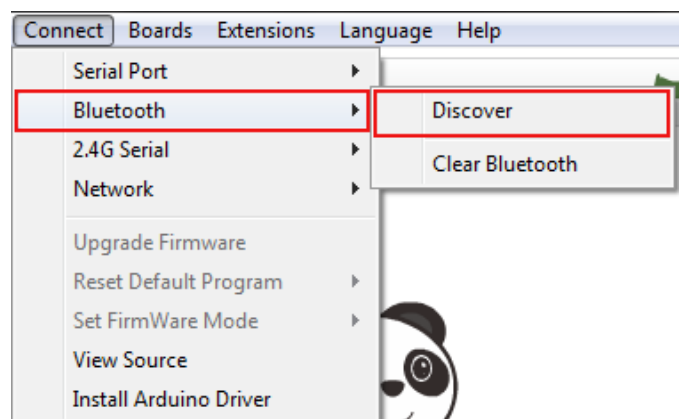 Connect Boards Extensions Language Help
Serial Port
Bluetooth
2.4G Serial
Network
Upgrade Firmware
Reset Default Program
Set FirmWare Mode
View Source
Install Arduino Driver
Discover
Clear Bluetooth